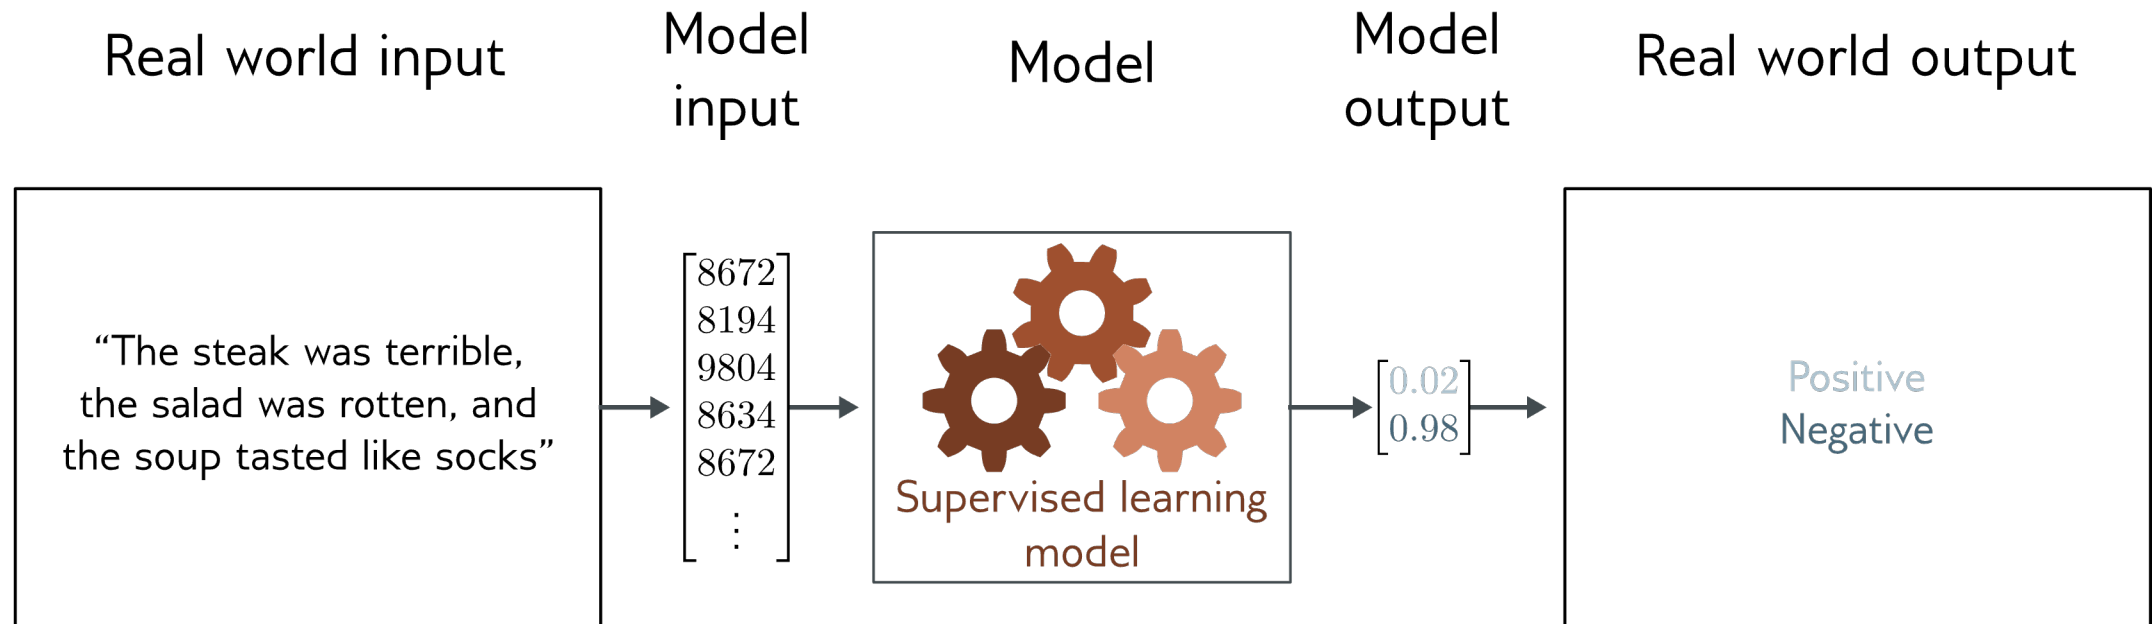 Real world input
Model
input
Model
Model
output
Real world output
“The steak was terrible,
the salad was rotten, and
the soup tasted like socks”
8672
8194
9804
8634
8672
⋮
Supervised learning
model
0.02
0.98
Positive
Negative